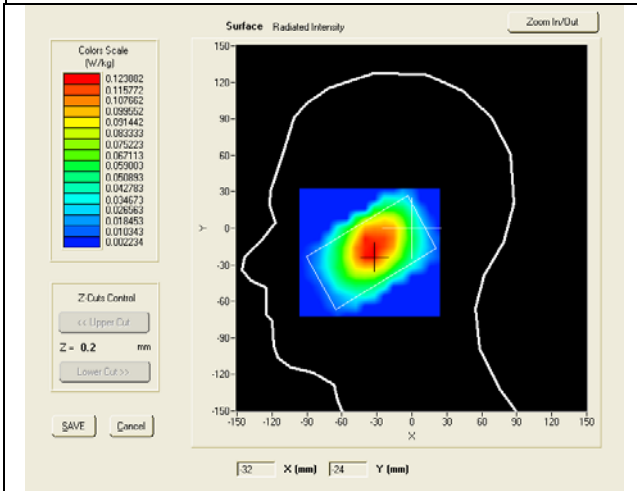 Surface Radiated Intensity
Zoom In/Out
Colors Scale
(W/kg)
0.123882
0.115772
0.107662
0.099552
0.091442
0.083333
0.075223
0.067113
0.059003
0.050893
0.042783
0.034673
0.026563
0.018453
0.010343
0.002234
150-
120-
90-
60-
30-
Y 0-
-30-
-60-
-90-
-120-
-150-
-150 -120 -90 -60 -30 0 30 60 90 120 150
X
Z-Cuts Control
<< Upper Cut
Z = 0.2 mm
Lower Cut >>
SAVE Cancel
-32 X (mm) -24 Y (mm)